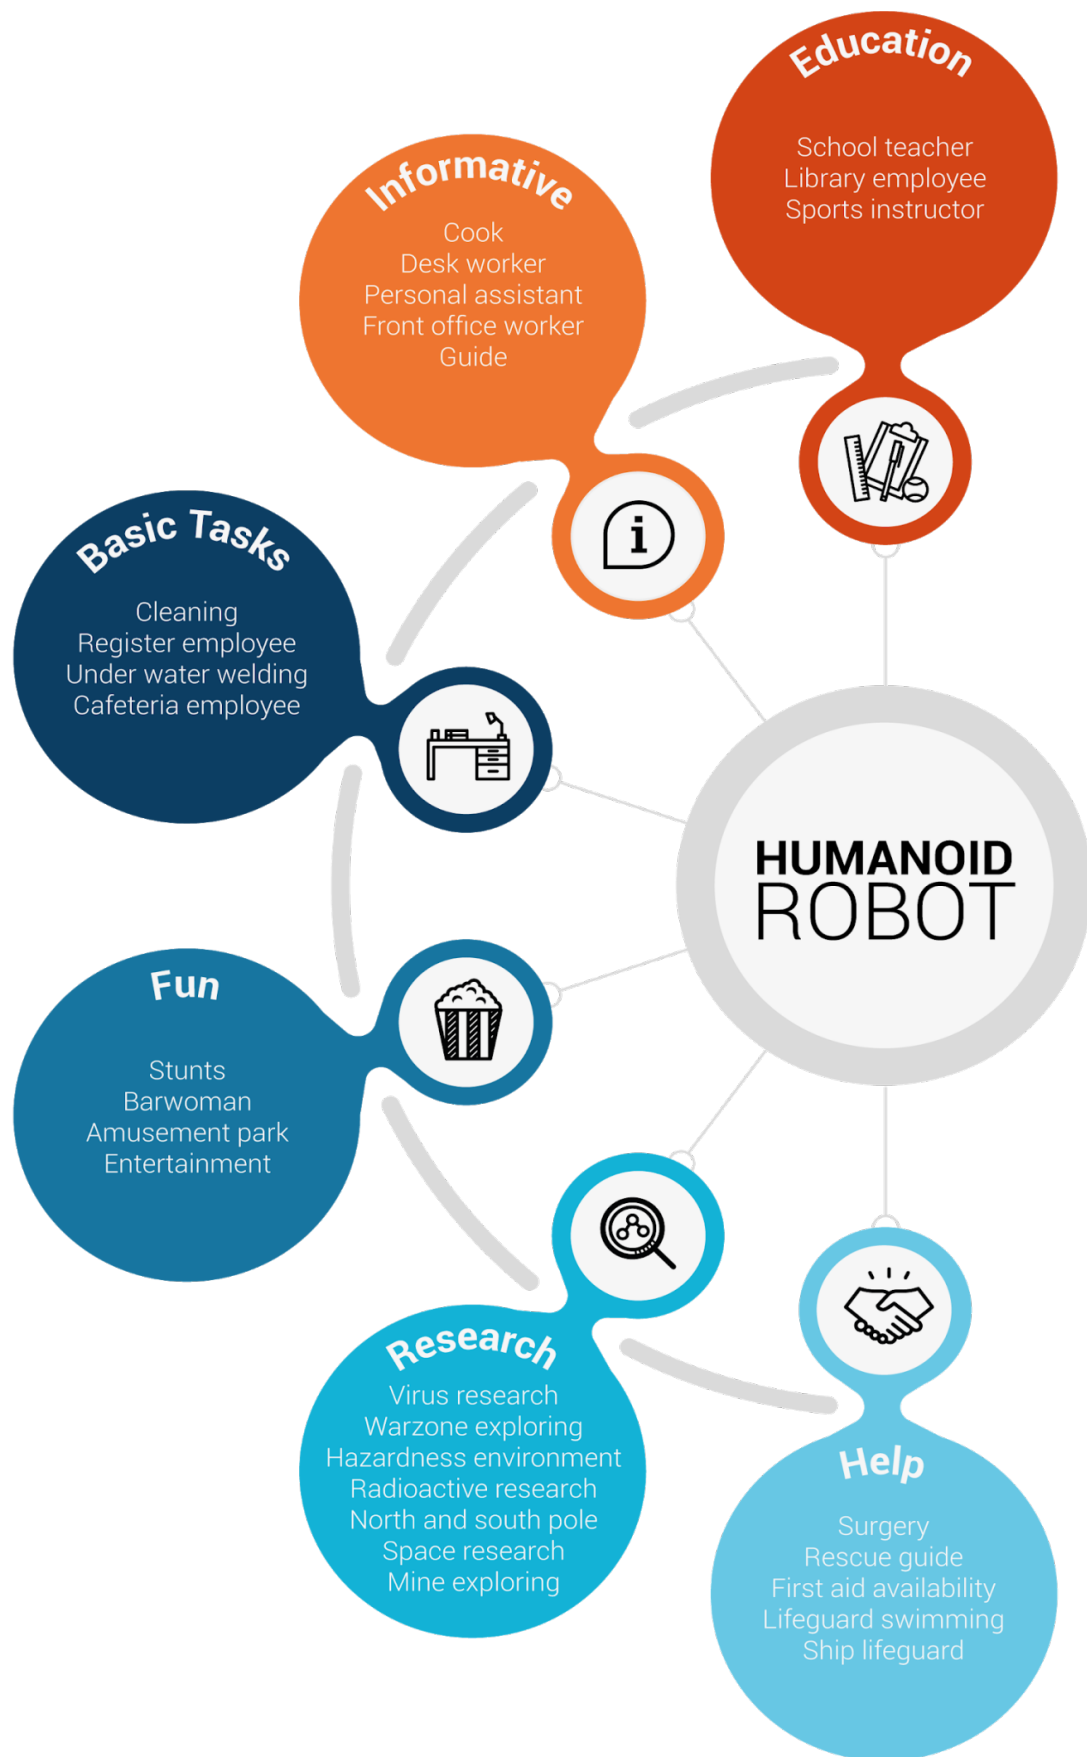 Education
School teacher
Library employee
Sports instructor
Informative
Cook
Desk worker
Personal assistant
Front office worker
Guide
i
Basic Tasks
Cleaning
Register employee
Under water welding
Cafeteria employee
HUMANOID
ROBOT
Fun
Stunts
Barwoman
Amusement park
Entertainment
Research
Virus research
Warzone exploring
Hazardness environment
Radioactive research
North and south pole
Space research
Mine exploring
Help
Surgery
Rescue guide
First aid availability
Lifeguard swimming
Ship lifeguard